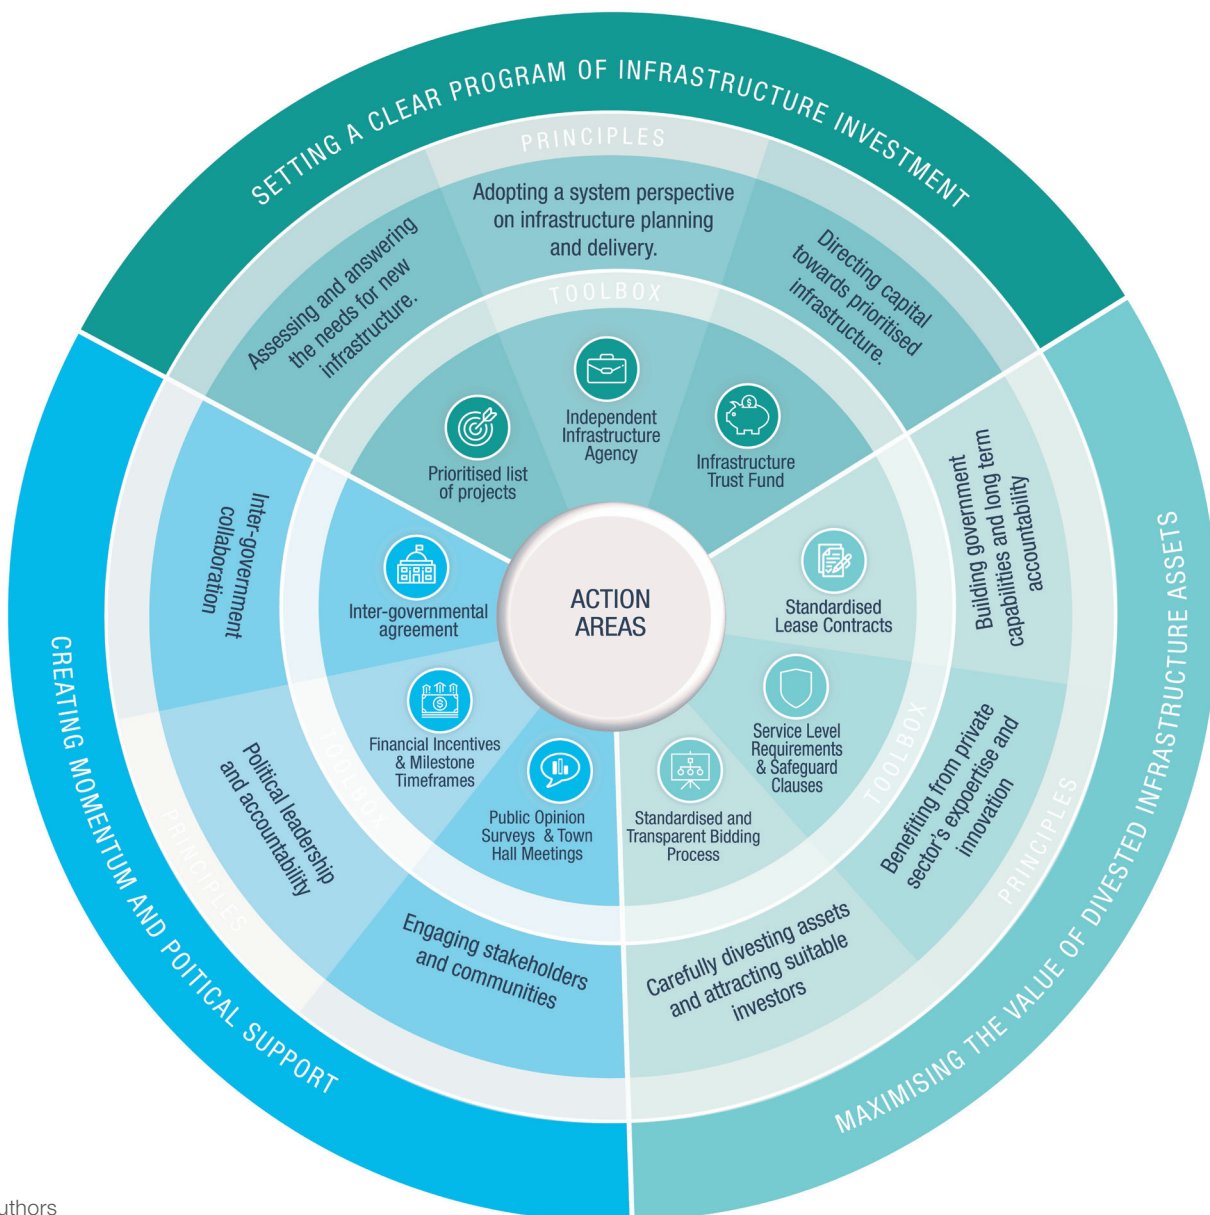 SETTING A CLEAR PROGRAM OF INFRASTRUCTURE INVESTMENT
PRINCIPLES
Assessing and answering
the needs for new
infrastructure.
Adopting a system perspective
on infrastructure planning
and delivery.
Directing capital
towards prioritised
infrastructure.
TOOLBOX
Prioritised list
of projects
Independent
Infrastructure
Agency
Infrastructure
Trust Fund
ACTION
AREAS
MAXIMISING THE VALUE OF DIVESTED INFRASTRUCTURE ASSETS
PRINCIPLES
Building government
capabilities and long term
accountability
Benefiting from private
sector's expoertise and
innovation
Carefully divesting assets
and attracting suitable
investors
TOOLBOX
Standardised
Lease Contracts
Service Level
Requirements
& Safeguard
Clauses
Standardised and
Transparent Bidding
Process
CREATING MOMENTUM AND POITICAL SUPPORT
PRINCIPLES
Inter-government
collaboration
Political leadership
and accountability
Engaging stakeholders
and communities
TOOLBOX
Inter-governmental
agreement
Financial Incentives
& Milestone
Timeframes
Public Opinion
Surveys & Town
Hall Meetings
uthors